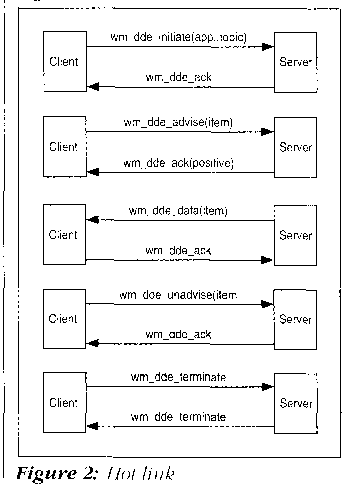 wm_dde_initiate(app,topic)
Client
Server
wm_dde_ack
wm_dde_advise(item)
Client
Server
wm_dde_ack(positive)
wm_dde_data(item)
Client
Server
wm_dde_ack
wm_dde_unadvise(item
Client
Server
wm_dde_ack
wm_dde_terminate
Client
Server
wm_dde_terminate
Figure 2: Hot link